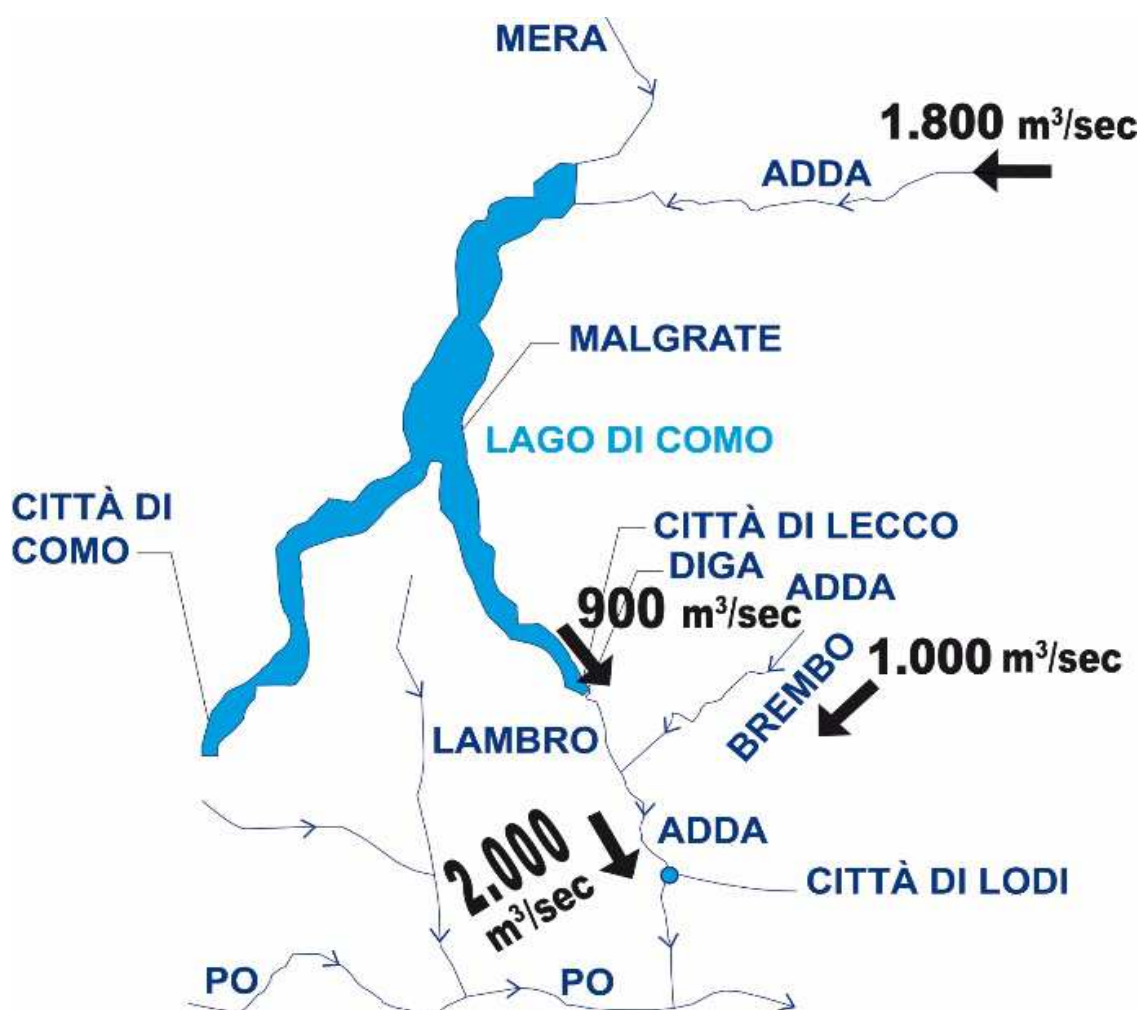 MERA
1.800 m³/sec
ADDA
MALGRATE
LAGO DI COMO
CITTÀ DI
COMO
CITTÀ DI LECCO
DIGA
ADDA
900 m³/sec
BREMBO
1.000 m³/sec
LAMBRO
2.000
m³/sec
ADDA
CITTÀ DI LODI
PO
PO